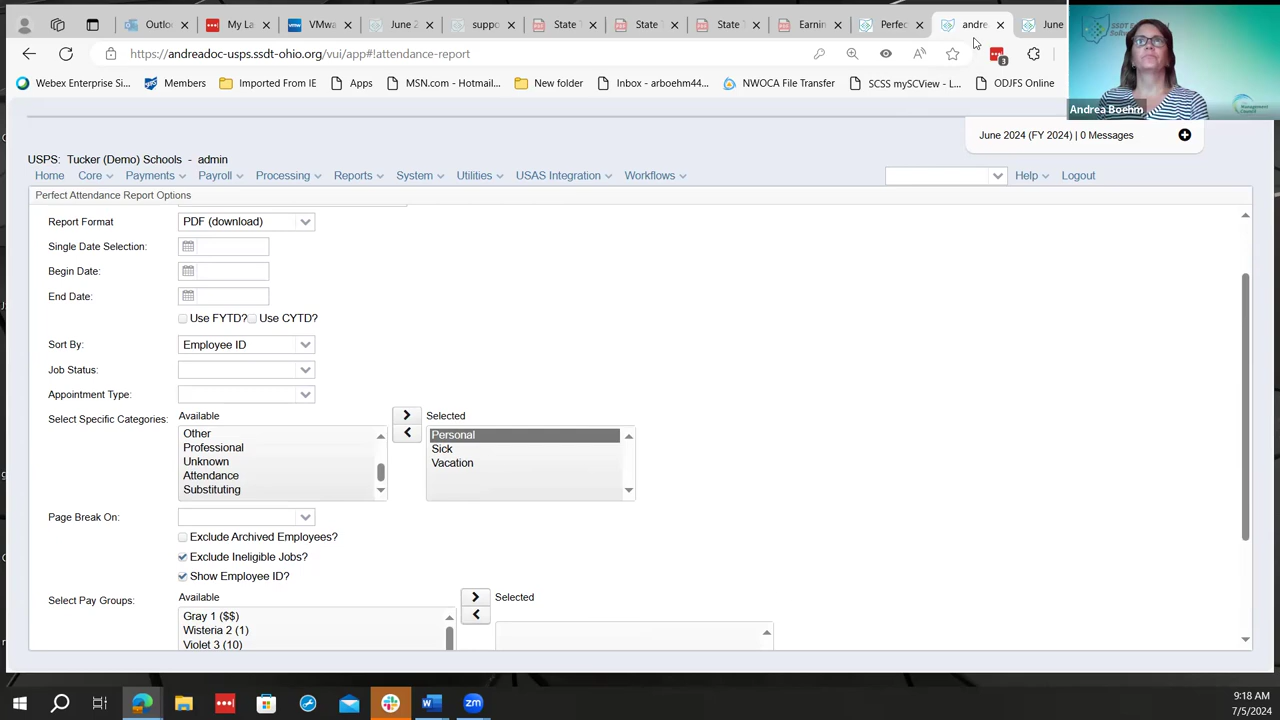 Outlo
My La
VMwa
June 2
suppo
State T
State T
State T
Earnin
Perfec
andre
June
https://andreadoc-usps.ssdt-ohio.org/vui/app#!attendance-report
3
Webex Enterprise Si...
Members
Imported From IE
Apps
MSN.com - Hotmail...
New folder
Inbox - arboehm44...
NWOCA File Transfer
SCSS mySCView - L...
ODJFS Online
Andrea Boehm
June 2024 (FY 2024) | 0 Messages
USPS: Tucker (Demo) Schools - admin
Home Core Payments Payroll Processing Reports System Utilities USAS Integration Workflows Help Logout
Perfect Attendance Report Options
Report Format PDF (download)
Single Date Selection:
Begin Date:
End Date:
Use FYTD? Use CYTD?
Sort By: Employee ID
Job Status:
Appointment Type:
Select Specific Categories: Available Selected
Other
Professional
Unknown
Attendance
Substituting
Personal
Sick
Vacation
Page Break On:
Exclude Archived Employees?
Exclude Ineligible Jobs?
Show Employee ID?
Select Pay Groups: Available Selected
Gray 1 ($$)
Wisteria 2 (1)
Violet 3 (10)
9:18 AM
7/5/2024